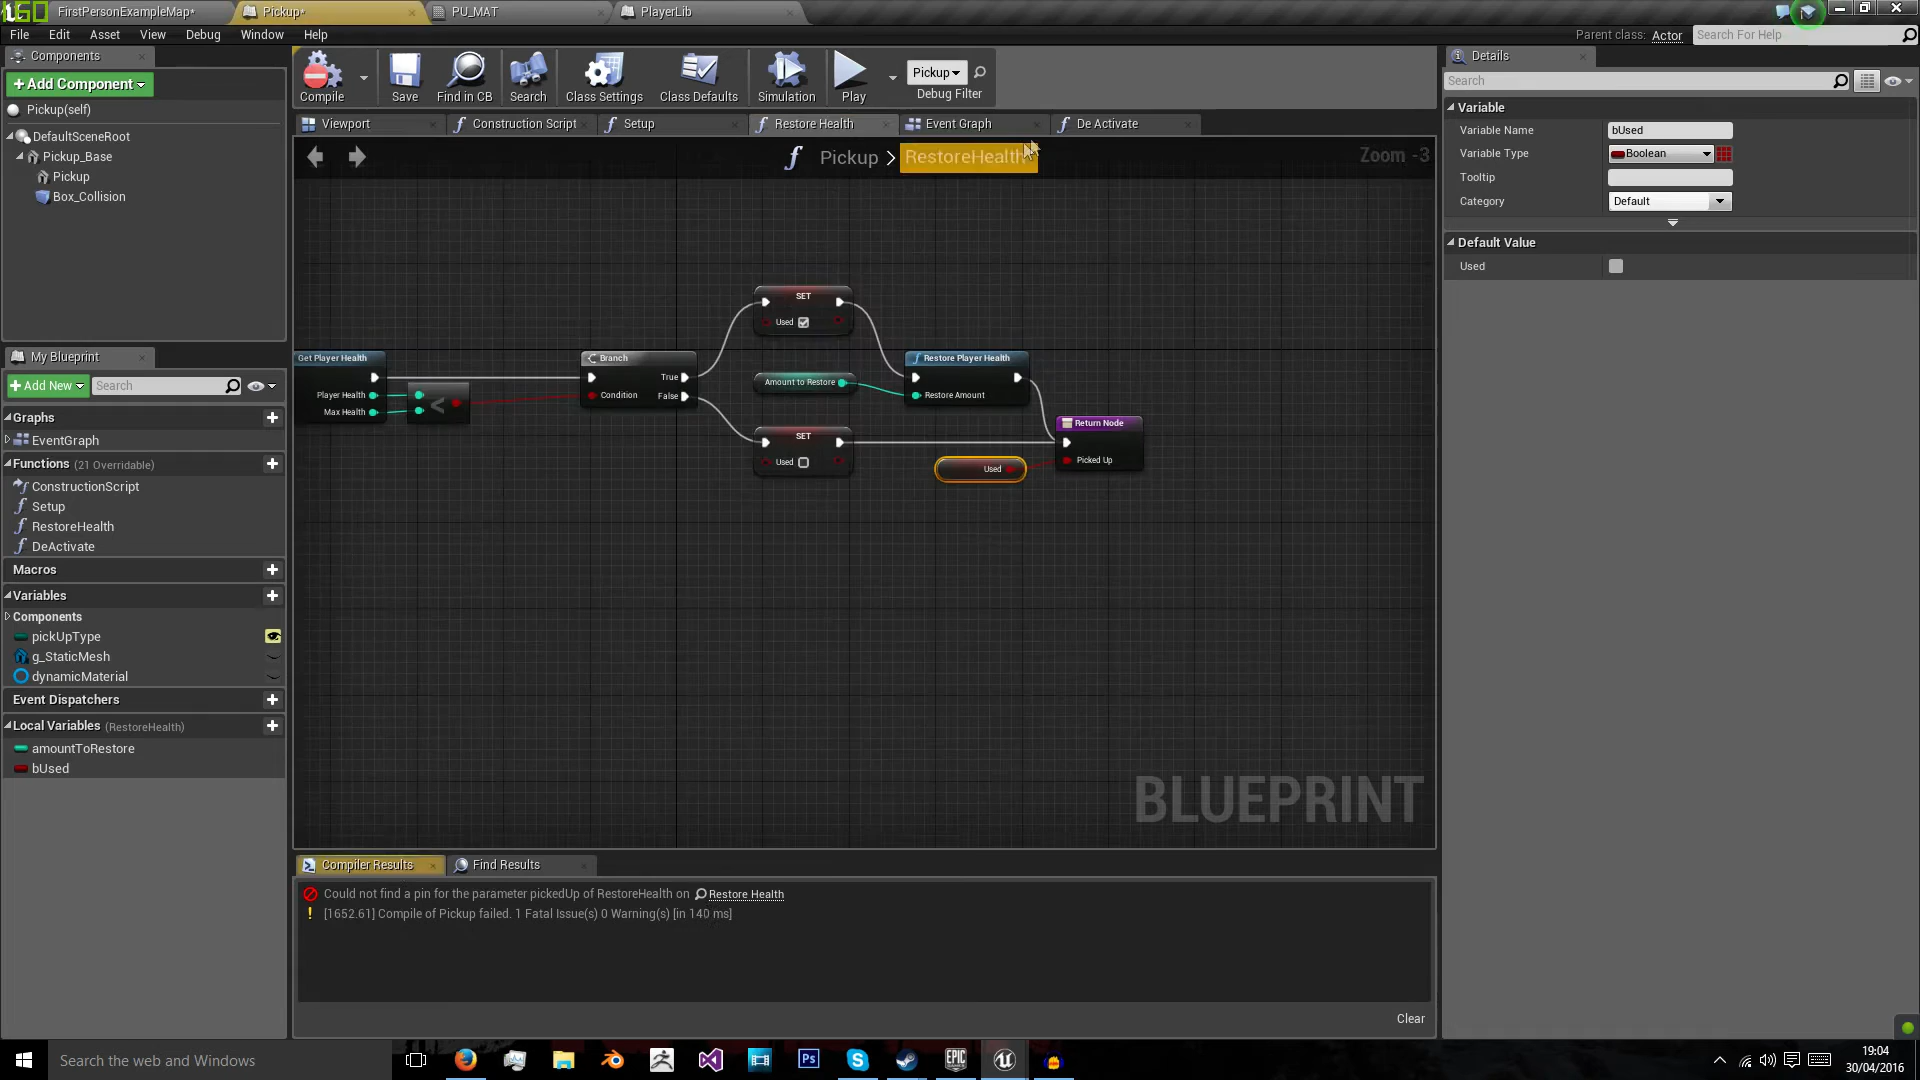 160
FirstPersonExampleMap*
Pickup*
PU_MAT
PlayerLib
File
Edit
Asset
View
Debug
Window
Help
Parent class: Actor
Search For Help
Components
+Add Component
Pickup(self)
DefaultSceneRoot
Pickup_Base
Pickup
Box_Collision
Compile
Save
Find in CB
Search
Class Settings
Class Defaults
Simulation
Play
Pickup
Debug Filter
Viewport
Construction Script
Setup
Restore Health
Event Graph
De Activate
Pickup > RestoreHealth
Zoom -3
Get Player Health
Player Health
Max Health
<
Branch
True
Condition
False
SET
Used
Amount to Restore
SET
Used
Restore Player Health
Restore Amount
Used
Return Node
Picked Up
BLUEPRINT
My Blueprint
+Add New
Search
Graphs
EventGraph
Functions (21 Overridable)
ConstructionScript
Setup
RestoreHealth
DeActivate
Macros
Variables
Components
pickUpType
g_StaticMesh
dynamicMaterial
Event Dispatchers
Local Variables (RestoreHealth)
amountToRestore
bUsed
Compiler Results
Find Results
Could not find a pin for the parameter pickedUp of RestoreHealth on Restore Health
[1652.61] Compile of Pickup failed. 1 Fatal Issue(s) 0 Warning(s) [in 140 ms]
Clear
Details
Search
Variable
Variable Name
bUsed
Variable Type
Boolean
Tooltip
Category
Default
Default Value
Used
Search the web and Windows
Ps
EPIC
GAMES
19:04
30/04/2016